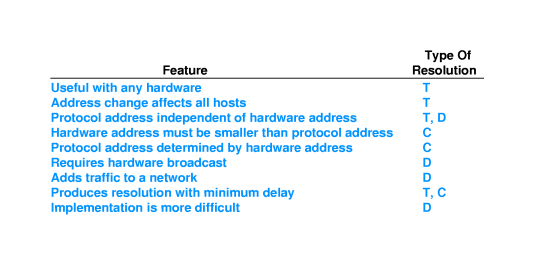 Type Of
Feature Resolution
Useful with any hardware T
Address change affects all hosts T
Protocol address independent of hardware address T, D
Hardware address must be smaller than protocol address C
Protocol address determined by hardware address C
Requires hardware broadcast D
Adds traffic to a network D
Produces resolution with minimum delay T, C
Implementation is more difficult D